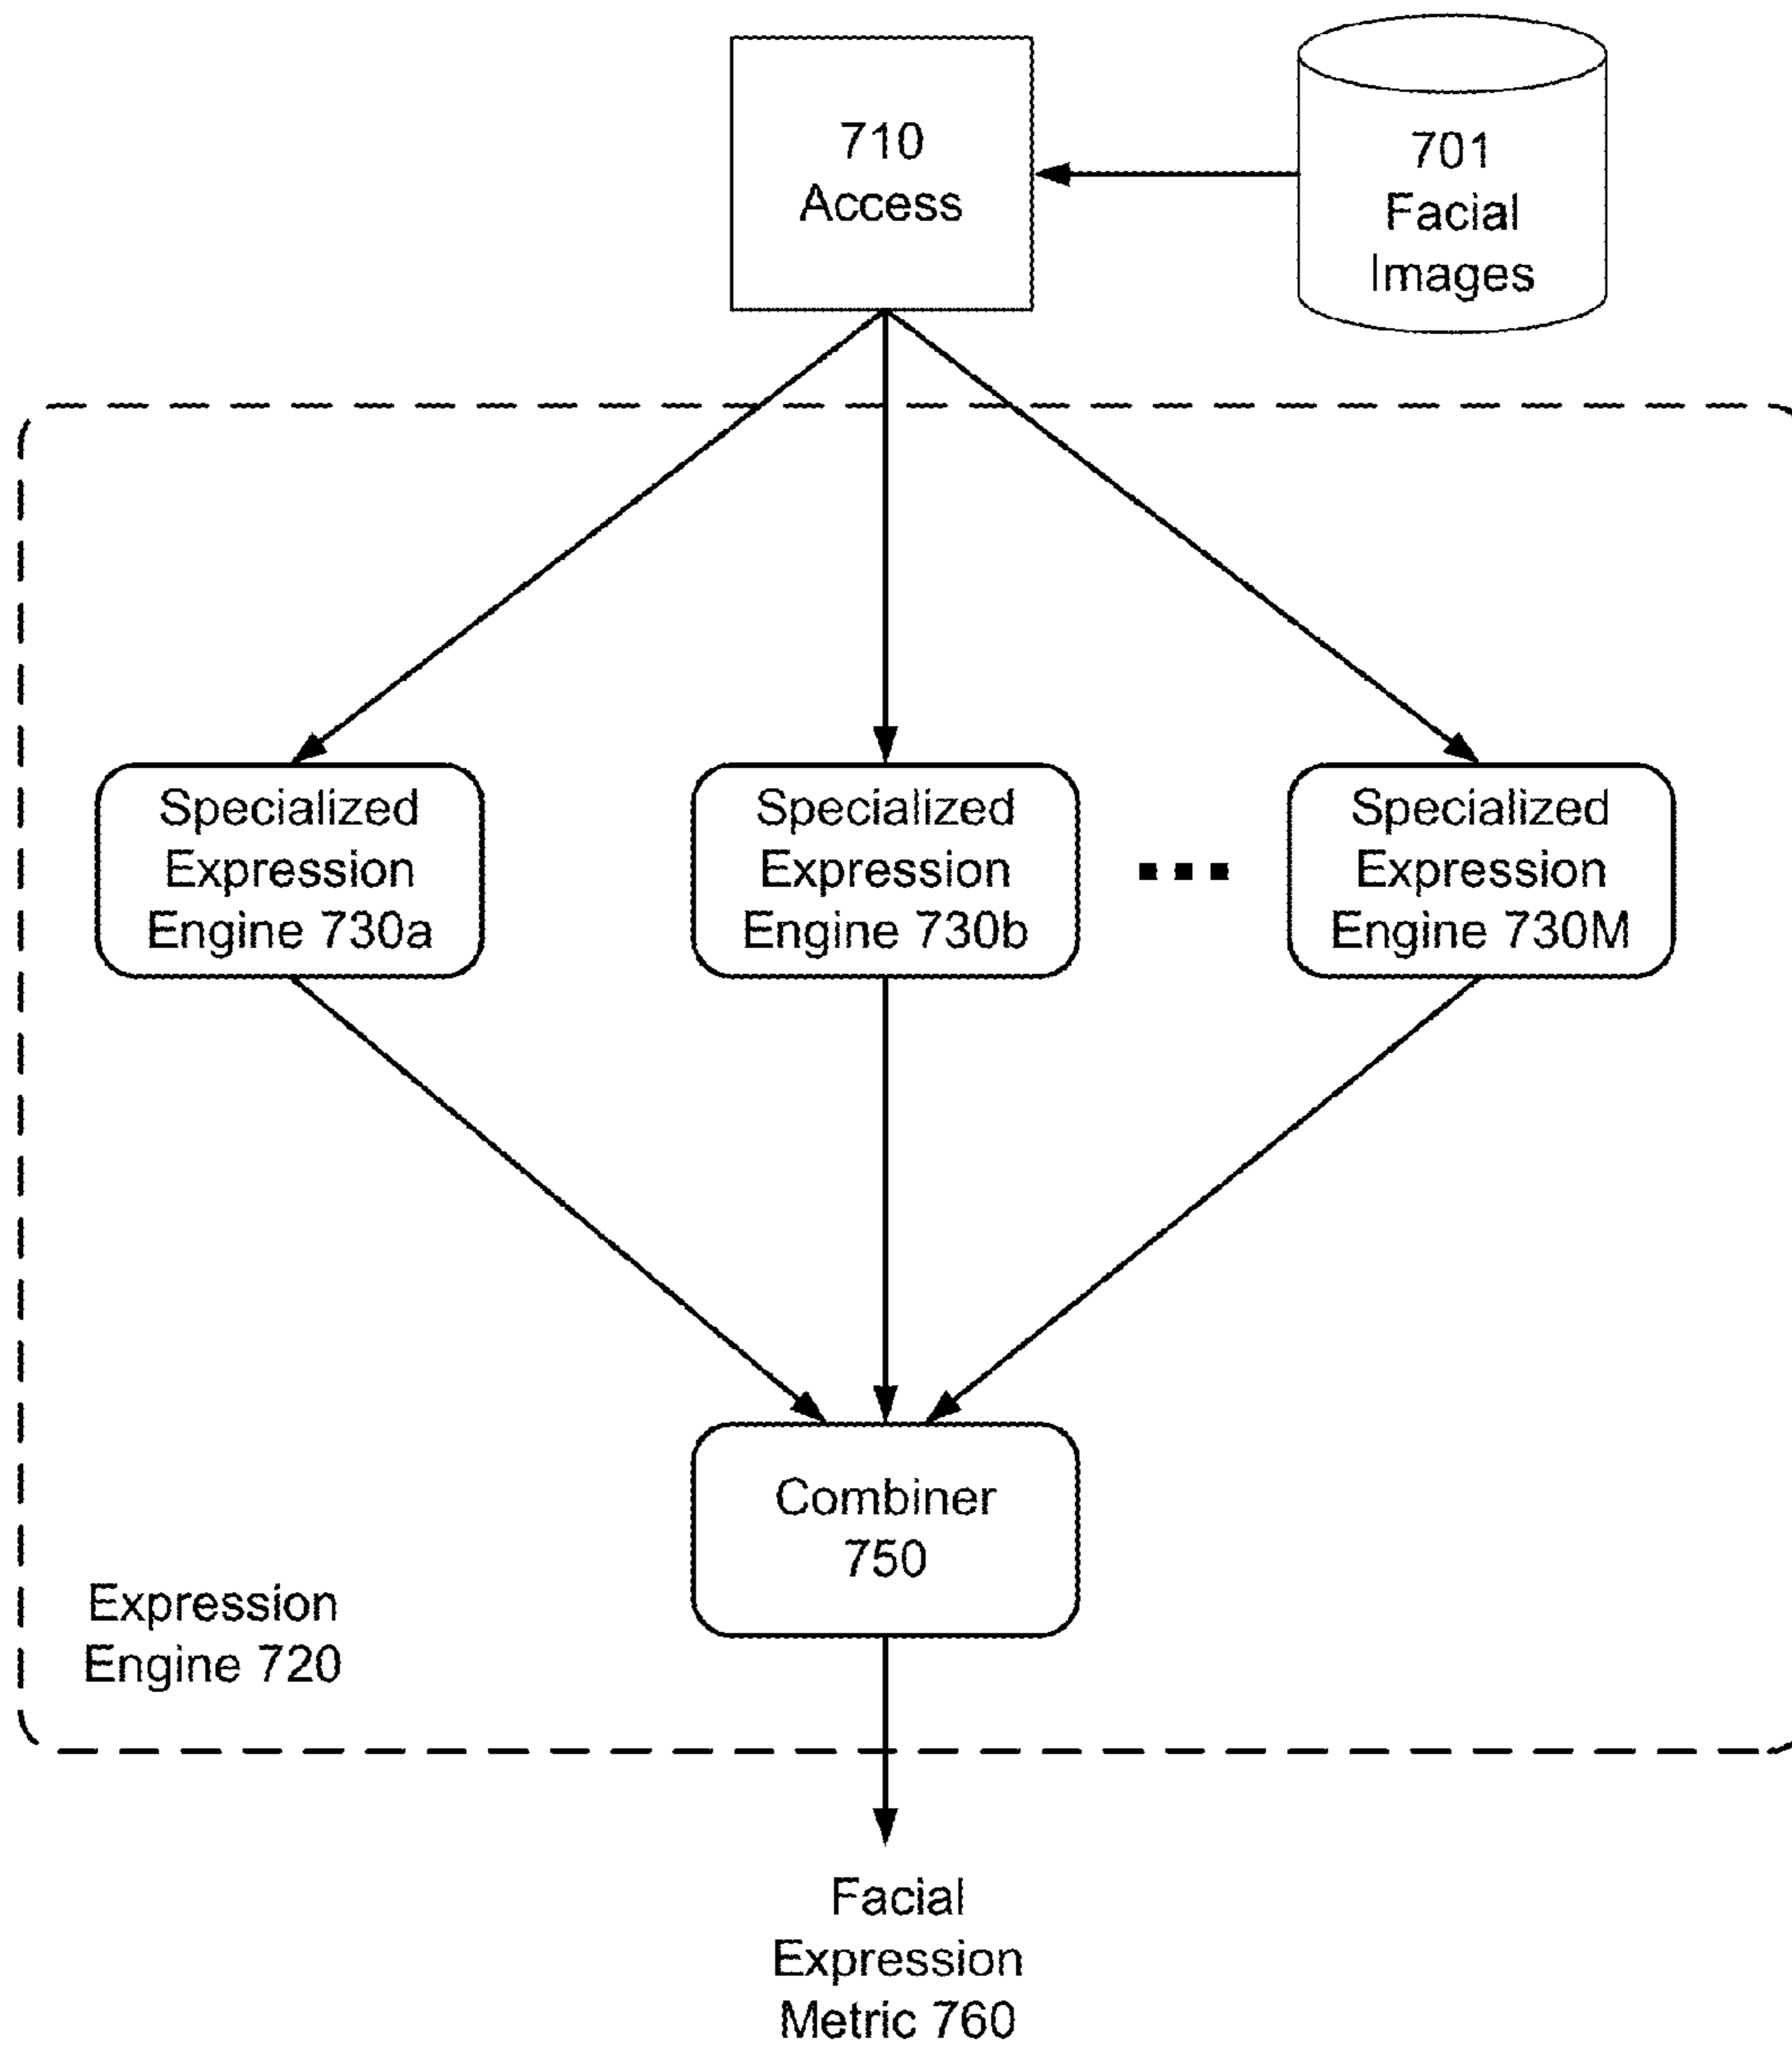 710
Access
701
Facial
Images
Specialized
Expression
Engine 730a
Specialized
Expression
Engine 730b
Specialized
Expression
Engine 730M
Combiner
750
Expression
Engine 720
Facial
Expression
Metric 760